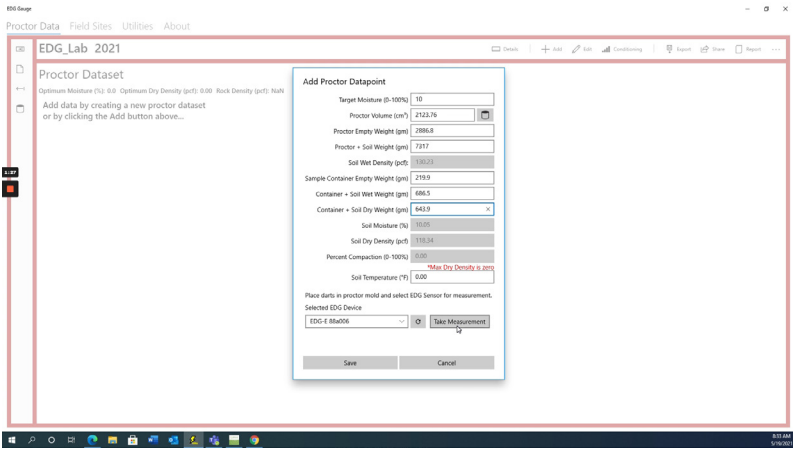 EDG Gauge
Proctor Data Field Sites Utilities About
EDG_Lab 2021
Details Add Edit Conditioning Export Share Report
Proctor Dataset
Optimum Moisture (%): 0.0 Optimum Dry Density (pcf): 0.00 Rock Density (pcf): NaN
Add data by creating a new proctor dataset
or by clicking the Add button above...
Add Proctor Datapoint
Target Moisture (0-100%) 10
Proctor Volume (cm³) 2123.76
Proctor Empty Weight (gm) 2886.8
Proctor + Soil Weight (gm) 7317
Soil Wet Density (pcf) 130.23
Sample Container Empty Weight (gm) 219.9
Container + Soil Wet Weight (gm) 686.5
Container + Soil Dry Weight (gm) 643.9
Soil Moisture (%) 10.05
Soil Dry Density (pcf) 118.34
Percent Compaction (0-100%) 0.00
*Max Dry Density is zero
Soil Temperature (°F) 0.00
Place darts in proctor mold and select EDG Sensor for measurement.
Selected EDG Device
EDG-E 88a006 Take Measurement
Save Cancel
8:33 AM
5/19/2021